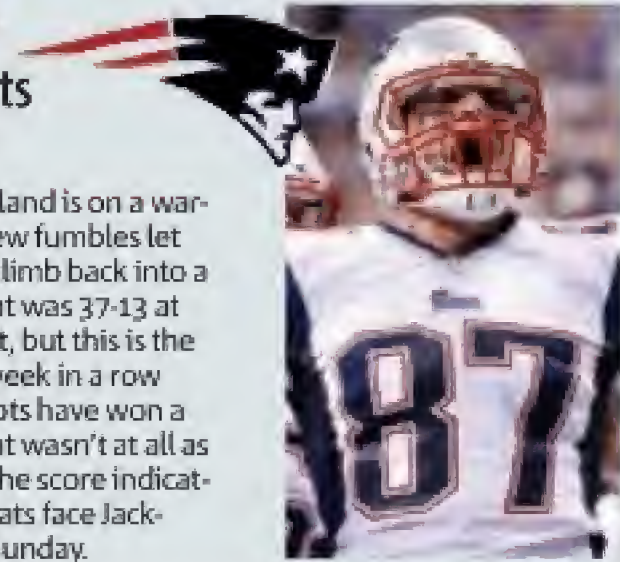 ts
land is on a war-
ew fumbles let
limb back into a
t was 37-13 at
t, but this is the
week in a row
ots have won a
t wasn't at all as
he score indicat-
ats face Jack-
unday.
87